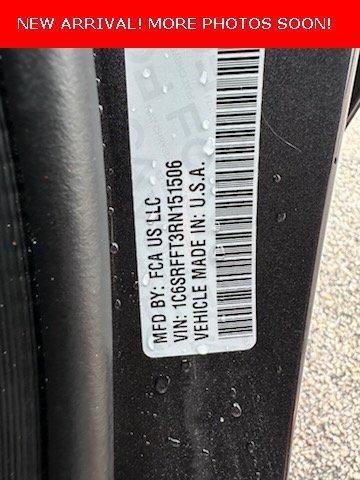 NEW ARRIVAL! MORE PHOTOS SOON!
MFD BY: FCA US LLC
VIN: 1C6SRFFT3RN151506
VEHICLE MADE IN: U.S.A.